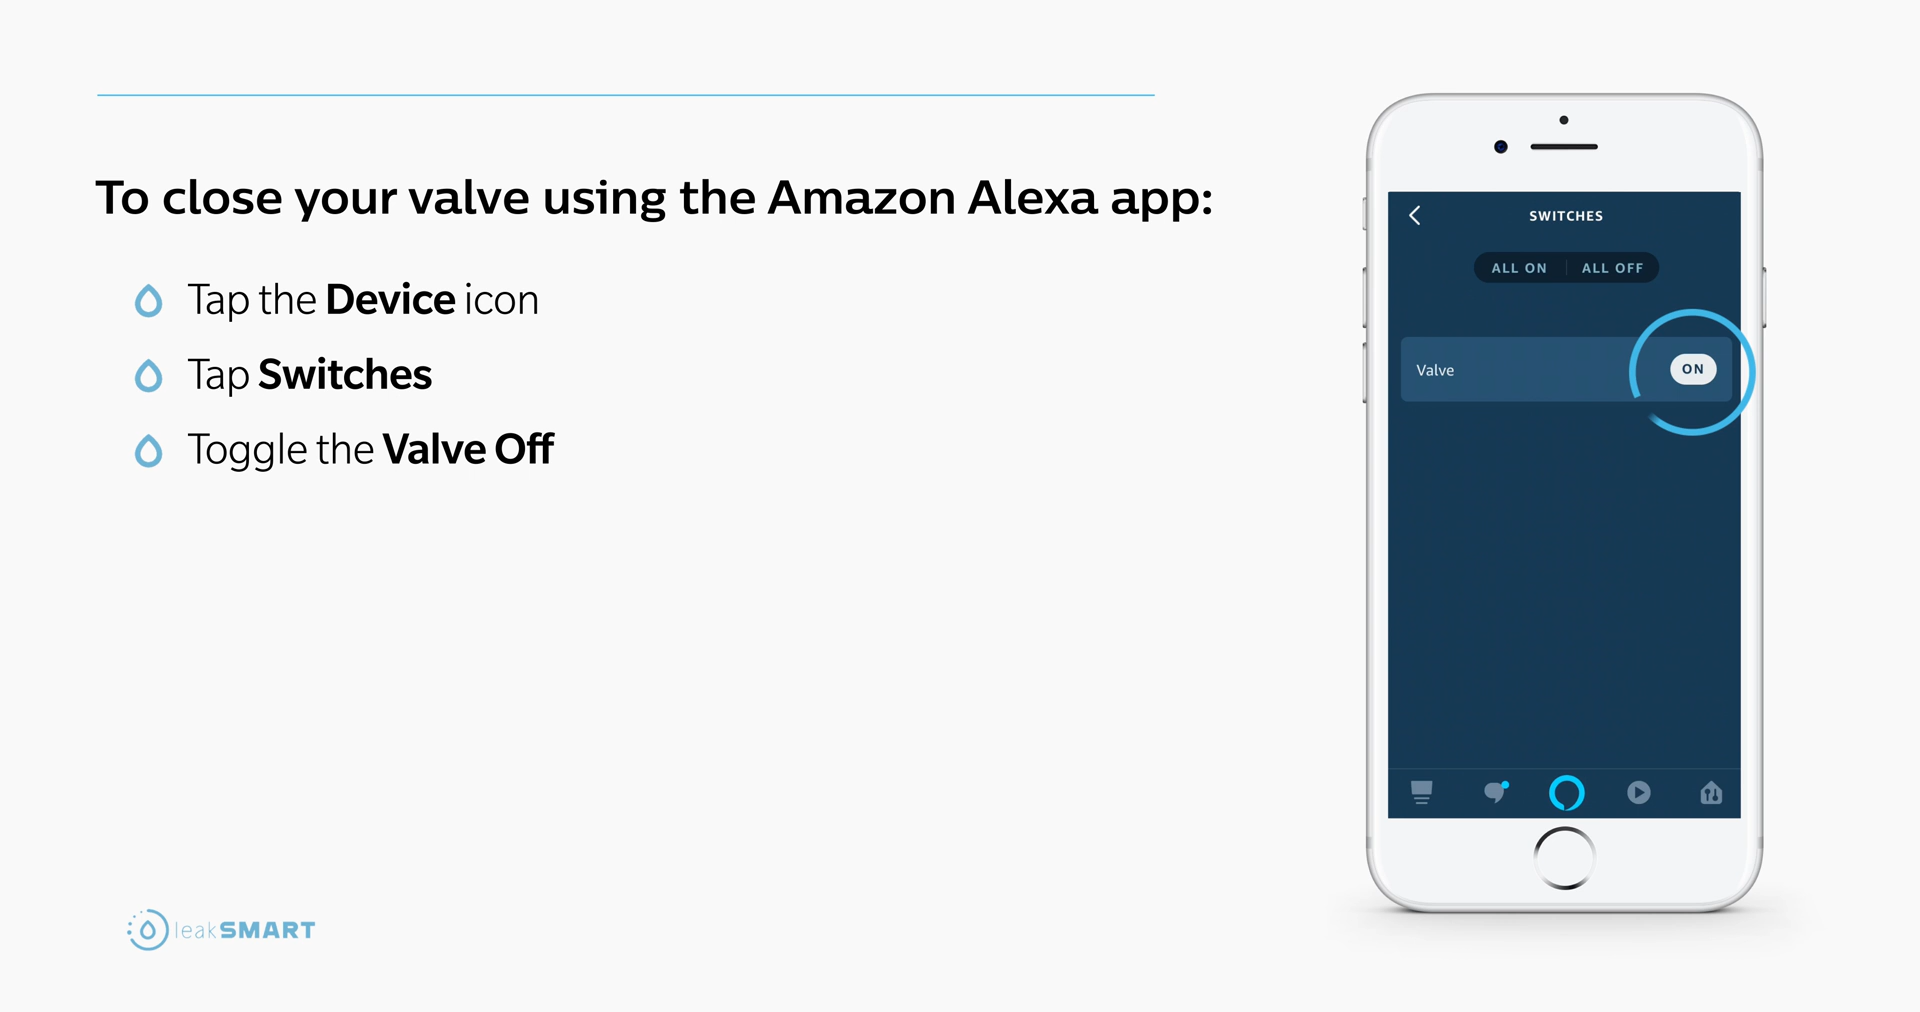 To close your valve using the Amazon Alexa app:
Tap the Device icon
Tap Switches
Toggle the Valve Off
SWITCHES
ALL ON ALL OFF
Valve ON
leakSMART